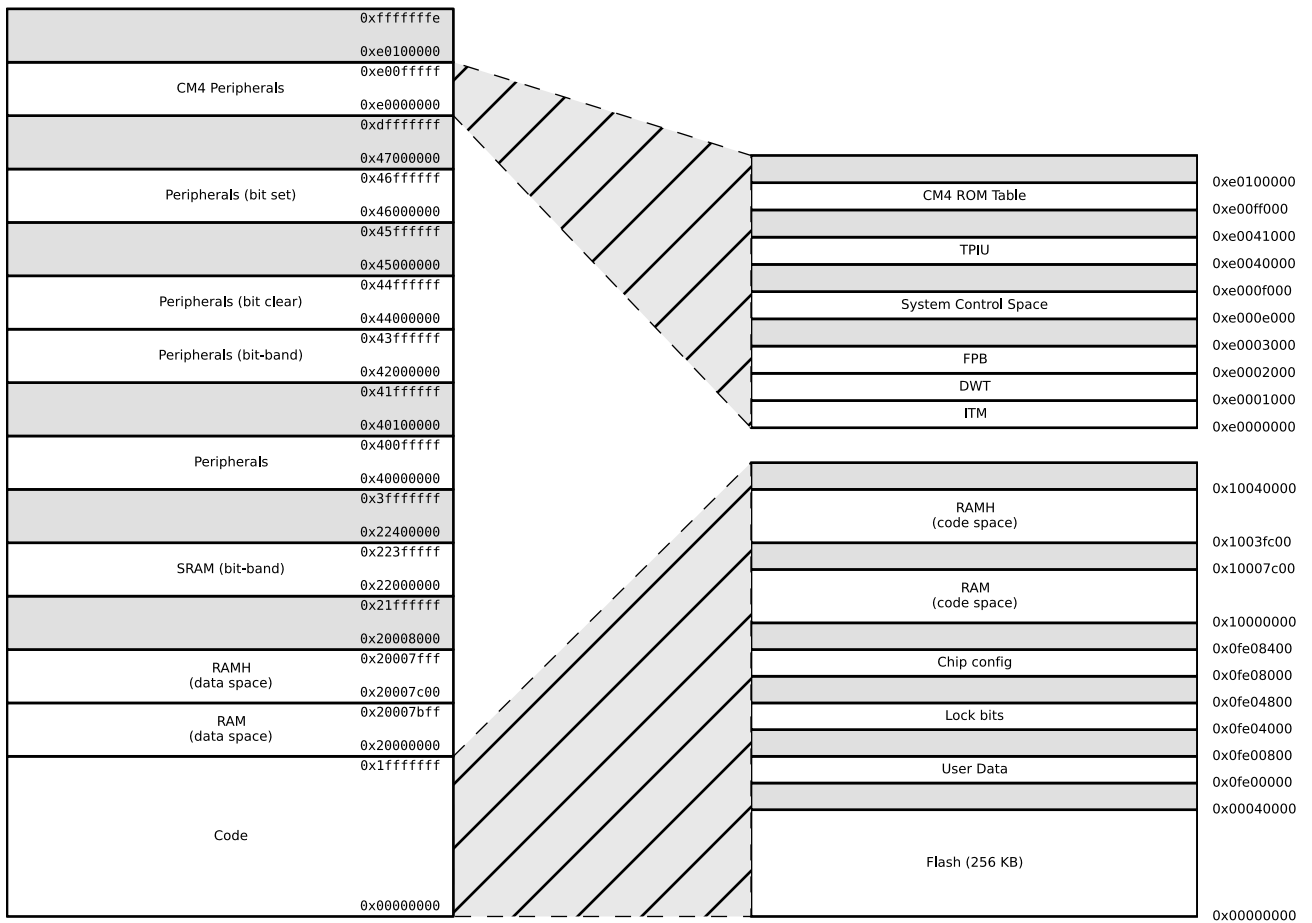 0xfffffffe
0xe0100000
0xe00fffff
CM4 Peripherals
0xe0000000
0xdfffffff
0x47000000
0x46ffffff
Peripherals (bit set)
0x46000000
0x45ffffff
0x45000000
0x44ffffff
Peripherals (bit clear)
0x44000000
0x43ffffff
Peripherals (bit-band)
0x42000000
0x41ffffff
0x40100000
0x400fffff
Peripherals
0x40000000
0x3fffffff
0x22400000
0x223fffff
SRAM (bit-band)
0x22000000
0x21ffffff
0x20008000
0x20007fff
RAMH
(data space)
0x20007c00
0x20007bff
RAM
(data space)
0x20000000
0x1fffffff
Code
0x00000000
0xe0100000
CM4 ROM Table
0xe00ff000
0xe0041000
TPIU
0xe0040000
0xe000f000
System Control Space
0xe000e000
0xe0003000
FPB
0xe0002000
DWT
0xe0001000
ITM
0xe0000000
0x10040000
RAMH
(code space)
0x1003fc00
0x10007c00
RAM
(code space)
0x10000000
0x0fe08400
Chip config
0x0fe08000
0x0fe04800
Lock bits
0x0fe04000
0x0fe00800
User Data
0x0fe00000
0x00040000
Flash (256 KB)
0x00000000